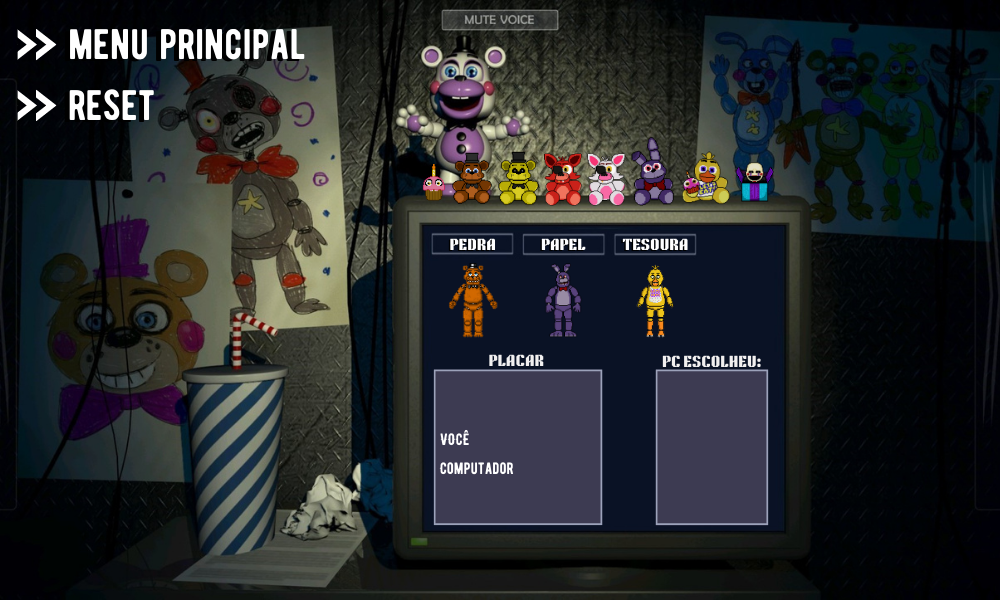 MUTE VOICE
>> MENU PRINCIPAL
>> RESET
PEDRA
PAPEL
TESOURA
PLACAR
PC ESCOLHEU:
VOCÊ
COMPUTADOR